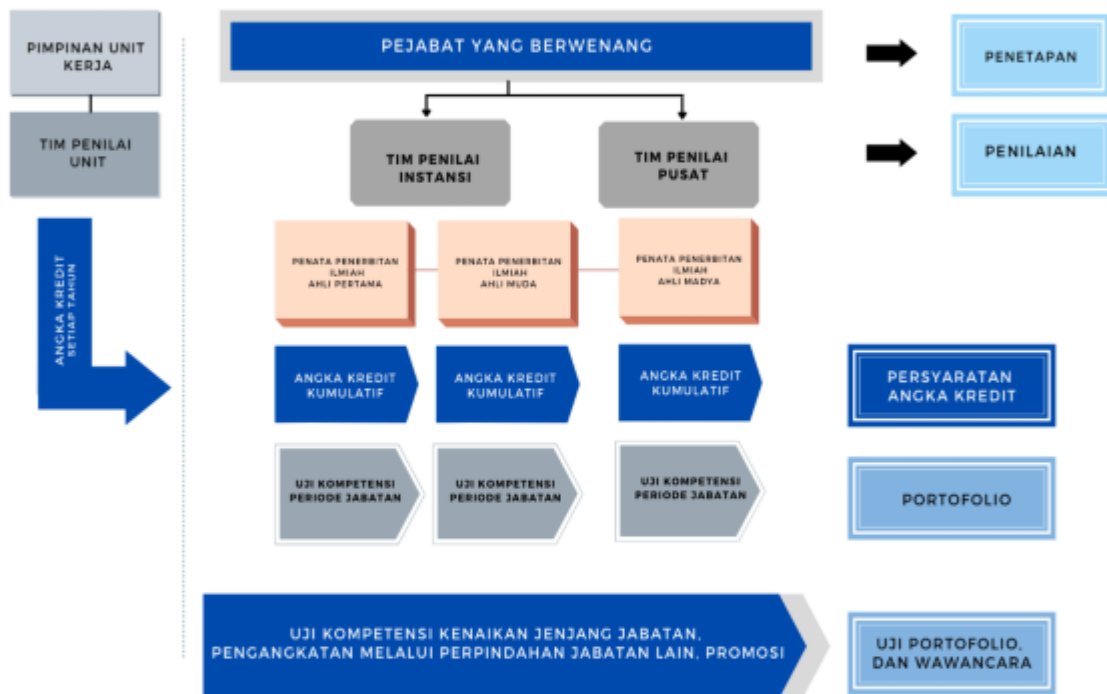 PIMPINAN UNIT
KERJA
TIM PENILAI
UNIT
ANGKA KREDIT
SETIAP TAHUN
PEJABAT YANG BERWENANG
TIM PENILAI
INSTANSI
TIM PENILAI
PUSAT
PENATA PENERBITAN
ILMIAH
AHLI PERTAMA
PENATA PENERBITAN
ILMIAH
AHLI MUDA
PENATA PENERBITAN
ILMIAH
AHLI MADYA
ANGKA KREDIT
KUMULATIF
ANGKA KREDIT
KUMULATIF
ANGKA KREDIT
KUMULATIF
UJI KOMPETENSI
PERIODE JABATAN
UJI KOMPETENSI
PERIODE JABATAN
UJI KOMPETENSI
PERIODE JABATAN
UJI KOMPETENSI KENAIKAN JENJANG JABATAN,
PENGANGKATAN MELALUI PERPINDAHAN JABATAN LAIN, PROMOSI
PENETAPAN
PENILAIAN
PERSYARATAN
ANGKA KREDIT
PORTOFOLIO
UJI PORTOFOLIO,
DAN WAWANCARA